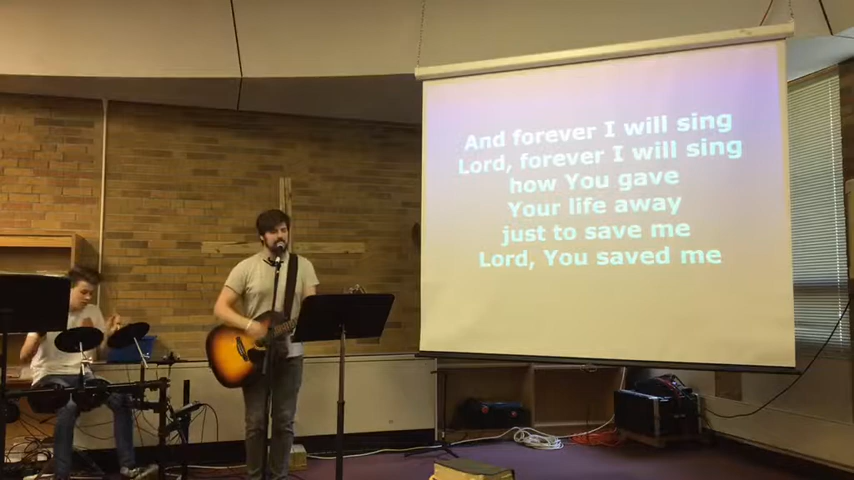 And forever I will sing
Lord, forever I will sing
how You gave
Your life away
just to save me
Lord, You saved me